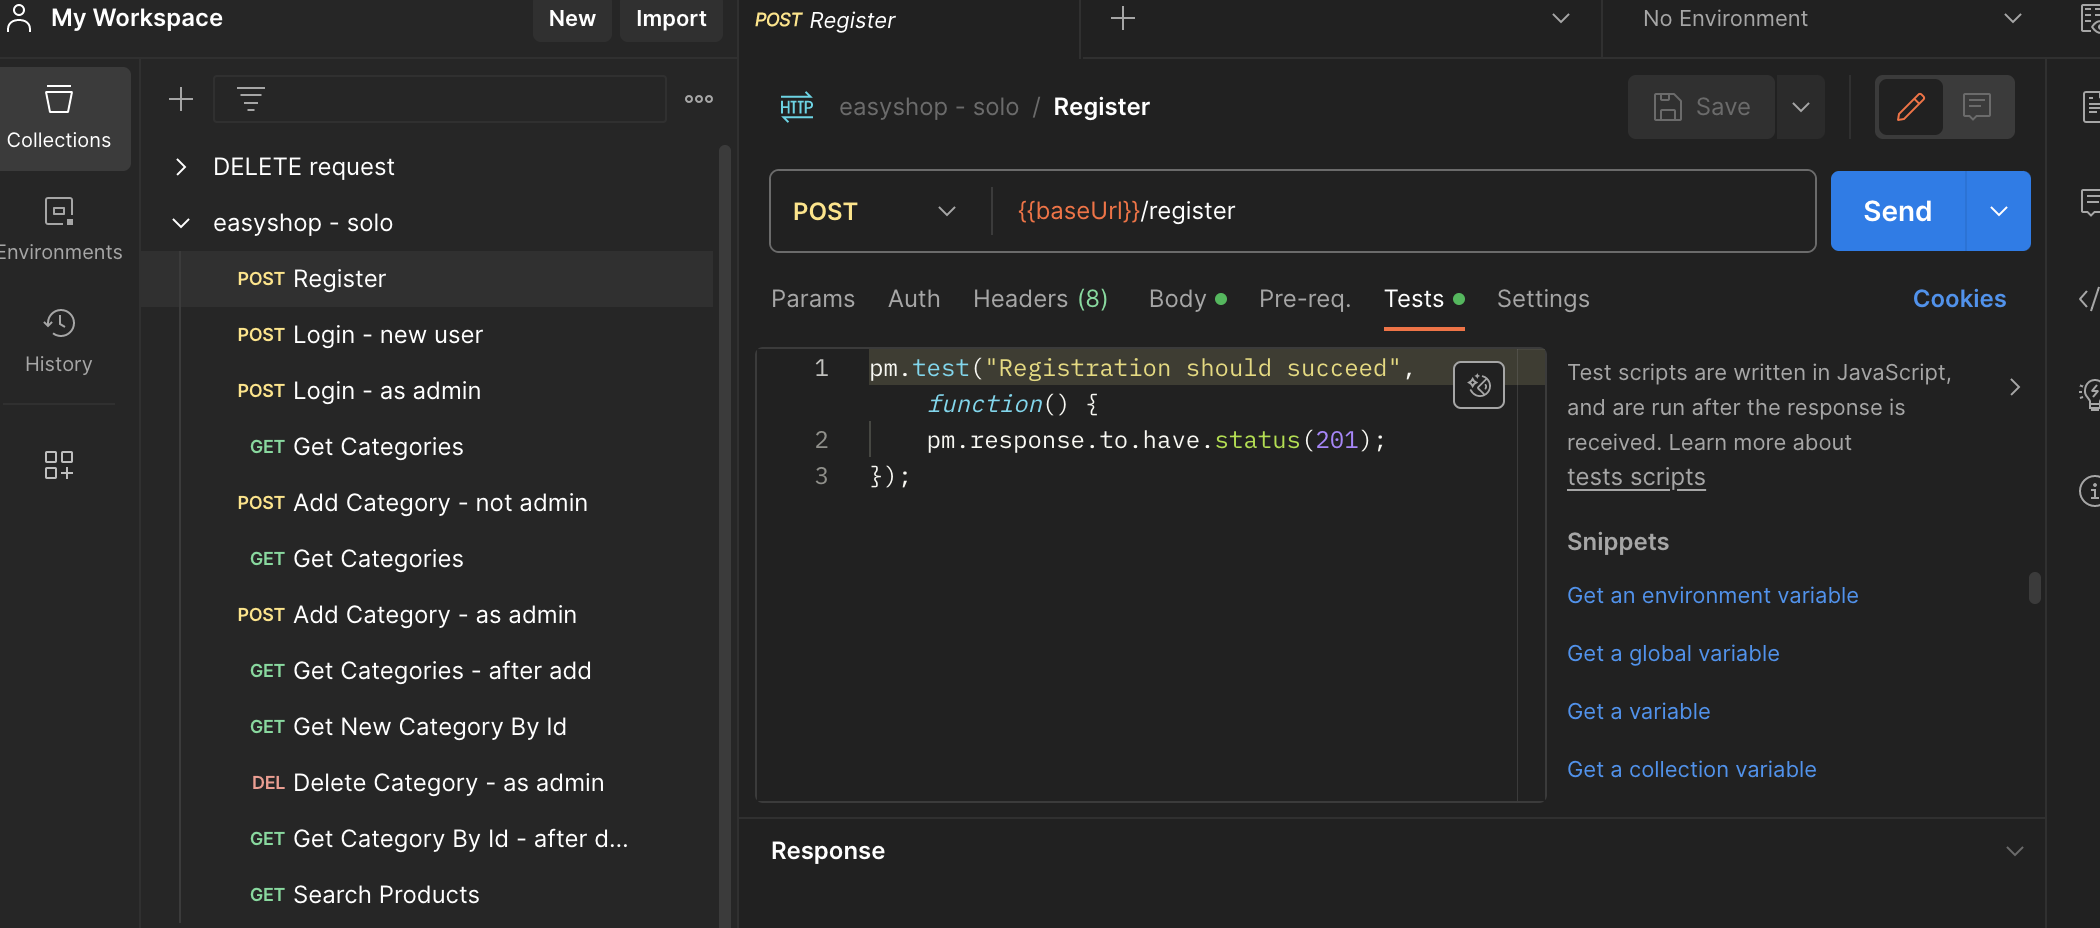 My Workspace
New
Import
POST Register
No Environment
Collections
Environments
History
DELETE request
easyshop - solo
POST Register
POST Login - new user
POST Login - as admin
GET Get Categories
POST Add Category - not admin
GET Get Categories
POST Add Category - as admin
GET Get Categories - after add
GET Get New Category By Id
DEL Delete Category - as admin
GET Get Category By Id - after d...
GET Search Products
HTTP easyshop - solo / Register
Save
POST
{{baseUrl}}/register
Send
Params Auth Headers (8) Body Pre-req. Tests Settings
Cookies
1 pm.test("Registration should succeed",
function() {
2 pm.response.to.have.status(201);
3 });
Test scripts are written in JavaScript,
and are run after the response is
received. Learn more about
tests scripts
Snippets
Get an environment variable
Get a global variable
Get a variable
Get a collection variable
Response